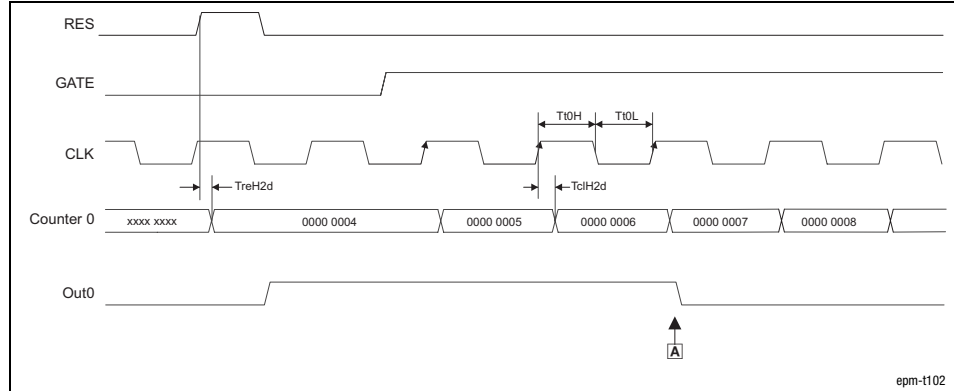 RES
GATE
Tt0H Tt0L
CLK
TreH2d TclH2d
Counter 0 xxxx xxxx 0000 0004 0000 0005 0000 0006 0000 0007 0000 0008
Out0
A
epm-t102